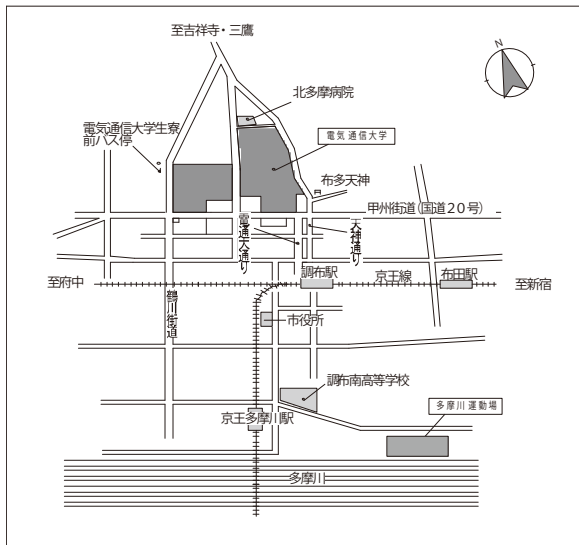 至吉祥寺・三鷹
N
北多摩病院
電気通信大学生寮
前バス停
電気通信大学
布多天神
甲州街道(国道20号)
電通大通り
天神通り
調布駅
京王線
布田駅
至府中
至新宿
鶴川街道
市役所
調布南高等学校
多摩川運動場
京王多摩川駅
多摩川